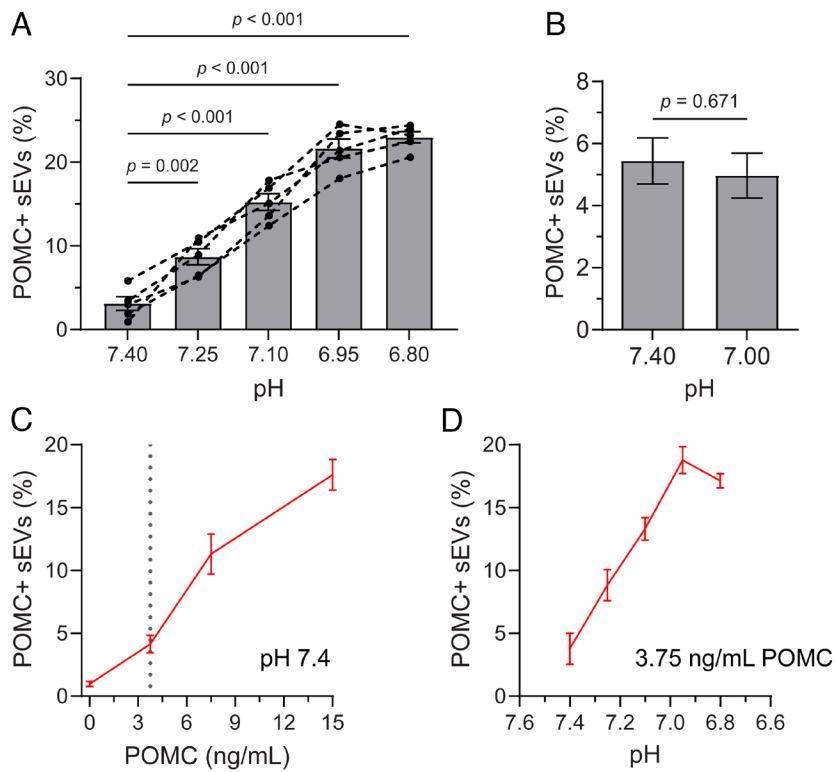 A
p < 0.001
p < 0.001
p < 0.001
p = 0.002
POMC+ sEVs (%)
30
20
10
0
7.40 7.25 7.10 6.95 6.80
pH
B
p = 0.671
POMC+ sEVs (%)
8
6
4
2
0
7.40 7.00
pH
C
POMC+ sEVs (%)
20
15
10
5
0
pH 7.4
0 3 6 9 12 15
POMC (ng/mL)
D
POMC+ sEVs (%)
20
15
10
5
0
3.75 ng/mL POMC
7.6 7.4 7.2 7.0 6.8 6.6
pH